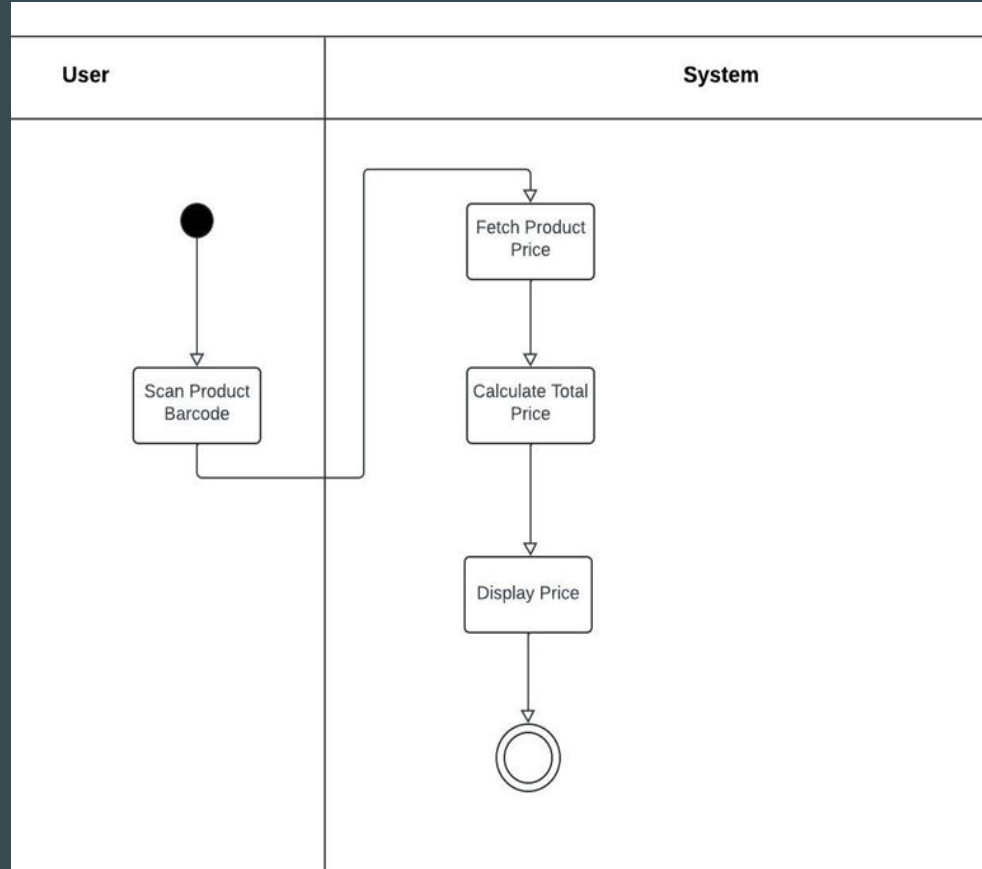 User
System
Fetch Product
Price
Scan Product
Barcode
Calculate Total
Price
Display Price